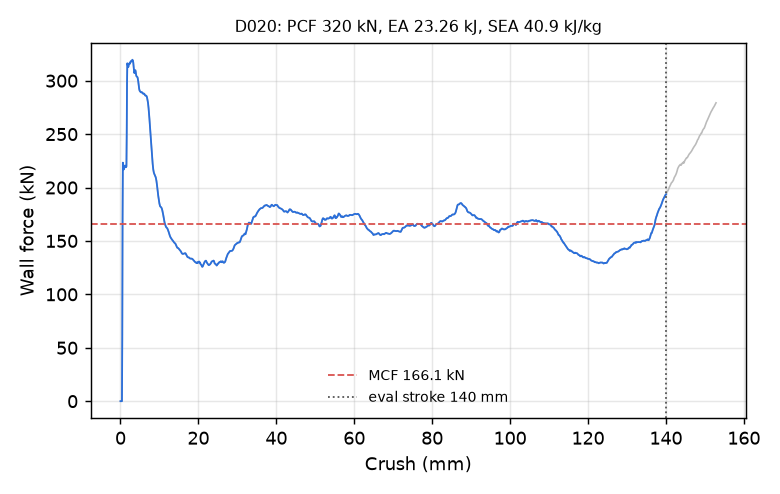 D020: PCF 320 kN, EA 23.26 kJ, SEA 40.9 kJ/kg
Wall force (kN)
300
250
200
150
100
50
0
MCF 166.1 kN
eval stroke 140 mm
0 20 40 60 80 100 120 140 160
Crush (mm)